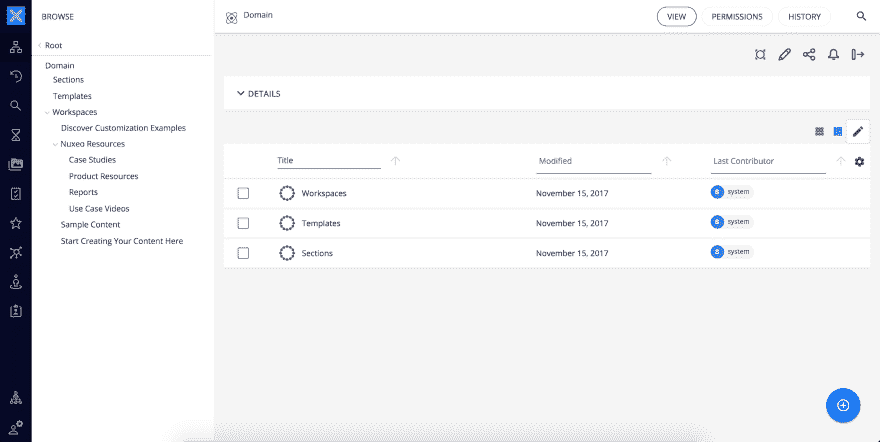 BROWSE
Domain
VIEW
PERMISSIONS
HISTORY
Root
Domain
Sections
Templates
Workspaces
Discover Customization Examples
Nuxeo Resources
Case Studies
Product Resources
Reports
Use Case Videos
Sample Content
Start Creating Your Content Here
DETAILS
Title Modified Last Contributor
Workspaces November 15, 2017 S system
Templates November 15, 2017 S system
Sections November 15, 2017 S system